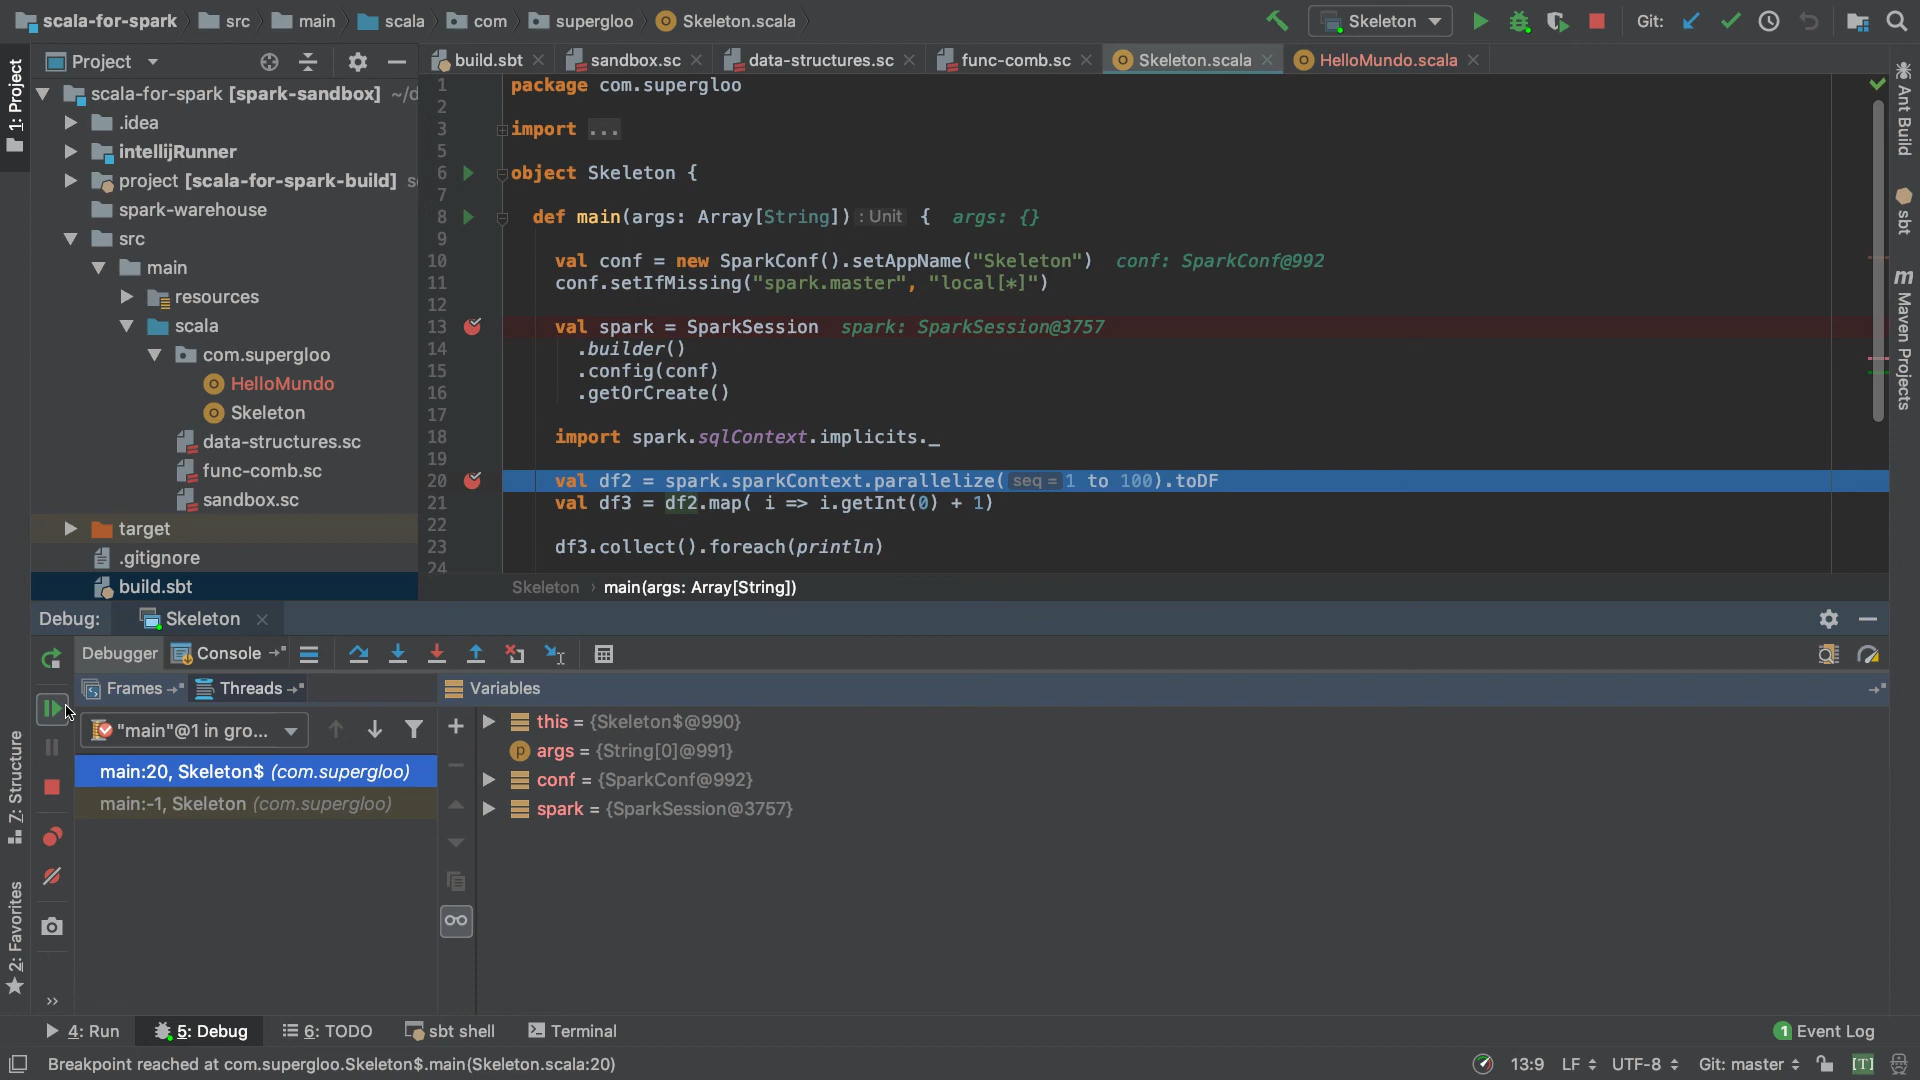 scala-for-spark src main scala com supergloo Skeleton.scala Skeleton Git:
1: Project
Project
build.sbt sandbox.sc data-structures.sc func-comb.sc Skeleton.scala HelloMundo.scala
scala-for-spark [spark-sandbox] ~/d
.idea
intellijRunner
project [scala-for-spark-build] s
spark-warehouse
src
main
resources
scala
com.supergloo
HelloMundo
Skeleton
data-structures.sc
func-comb.sc
sandbox.sc
target
.gitignore
build.sbt
1 package com.supergloo
2
3 import ...
5
6 object Skeleton {
7
8 def main(args: Array[String]) : Unit { args: {}
9
10 val conf = new SparkConf().setAppName("Skeleton") conf: SparkConf@992
11 conf.setIfMissing("spark.master", "local[*]")
12
13 val spark = SparkSession spark: SparkSession@3757
14 .builder()
15 .config(conf)
16 .getOrCreate()
17
18 import spark.sqlContext.implicits._
19
20 val df2 = spark.sparkContext.parallelize( seq = 1 to 100).toDF
21 val df3 = df2.map( i => i.getInt(0) + 1)
22
23 df3.collect().foreach(println)
24
Skeleton › main(args: Array[String])
Ant Build
sbt
m Maven Projects
Debug: Skeleton
Debugger Console
Frames Threads Variables
"main"@1 in gro...
main:20, Skeleton$ (com.supergloo)
main:-1, Skeleton (com.supergloo)
this = {Skeleton$@990}
p args = {String[0]@991}
conf = {SparkConf@992}
spark = {SparkSession@3757}
7: Structure
2: Favorites
4: Run 5: Debug 6: TODO sbt shell Terminal 1 Event Log
Breakpoint reached at com.supergloo.Skeleton$.main(Skeleton.scala:20) 13:9 LF UTF-8 Git: master [T]